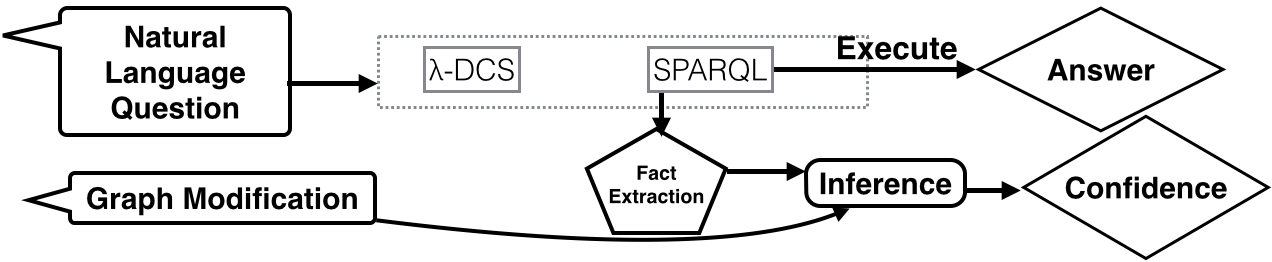 Natural
Language
Question
λ-DCS
SPARQL
Execute
Answer
Fact
Extraction
Graph Modification
Inference
Confidence